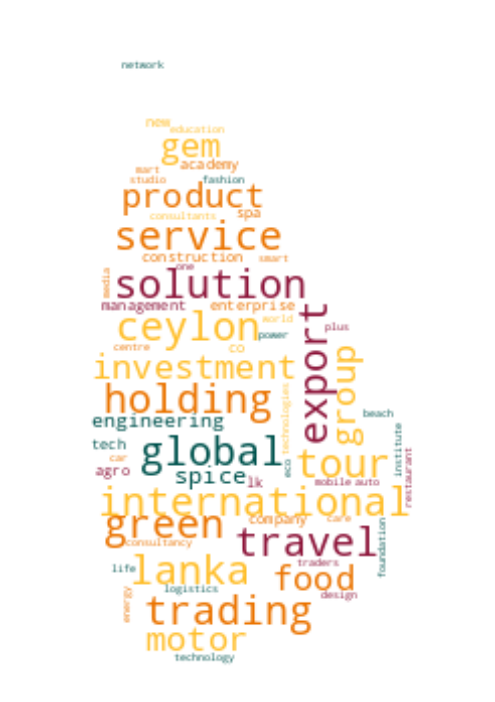 network
new
education
gem
academy
mart
studio
fashion
product
consultants
spa
service
construction
smart
one
media
solution
management
enterprise
export
ceylon
world
plus
power
centre
co
group
investment
holding
technologies
beach
engineering
institute
tech
global
tour
restaurant
car
agro
spice
eco
lk
mobile
auto
international
green
company
care
foundation
travel
consultancy
life
lanka
traders
food
logistics
energy
design
trading
motor
technology